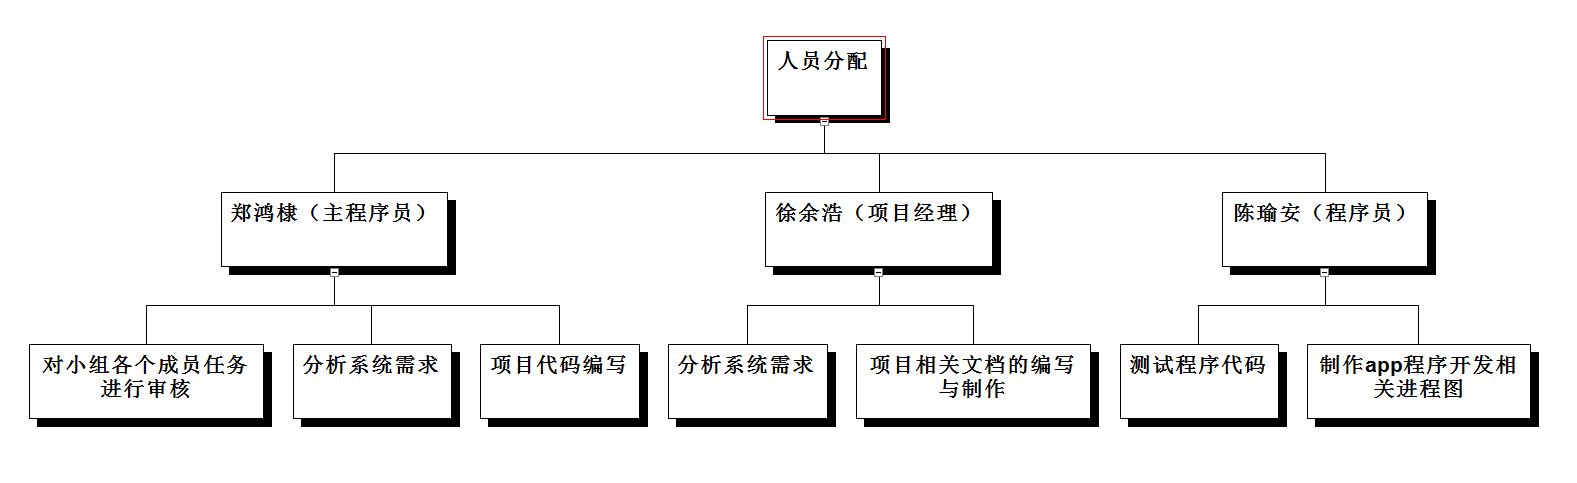 人员分配
郑鸿棣（主程序员）
徐余浩（项目经理）
陈瑜安（程序员）
对小组各个成员任务
进行审核
分析系统需求
项目代码编写
分析系统需求
项目相关文档的编写
与制作
测试程序代码
制作app程序开发相
关进程图